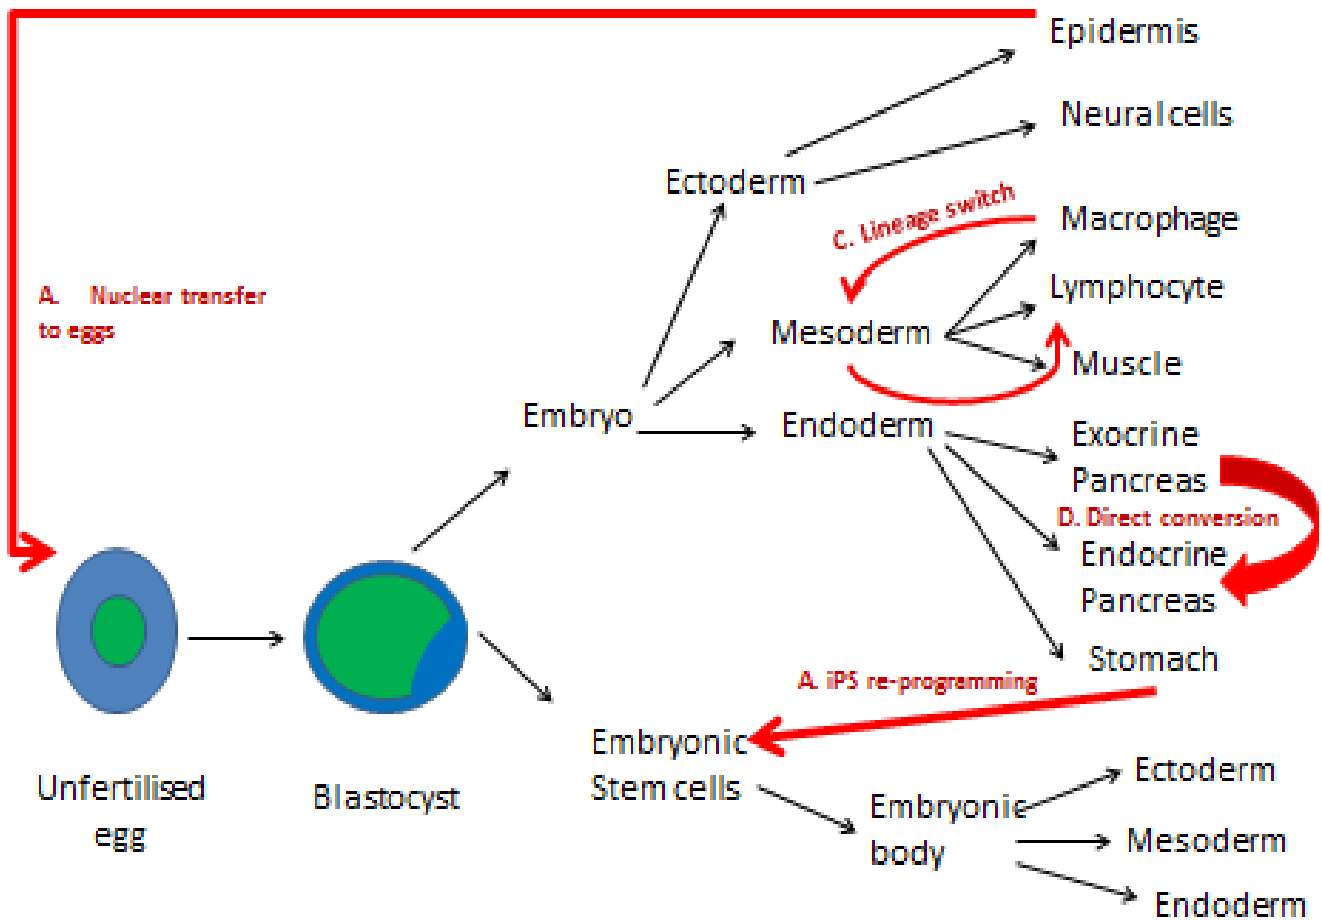 Epidermis
Neural cells
Ectoderm
C. Lineage switch
Macrophage
A. Nuclear transfer
to eggs
Lymphocyte
Mesoderm
Muscle
Embryo
Endoderm
Exocrine
Pancreas
D. Direct conversion
Endocrine
Pancreas
Stomach
A. iPS re-programming
Embryonic
Stem cells
Unfertilised
egg
Blastocyst
Embryonic
body
Ectoderm
Mesoderm
Endoderm